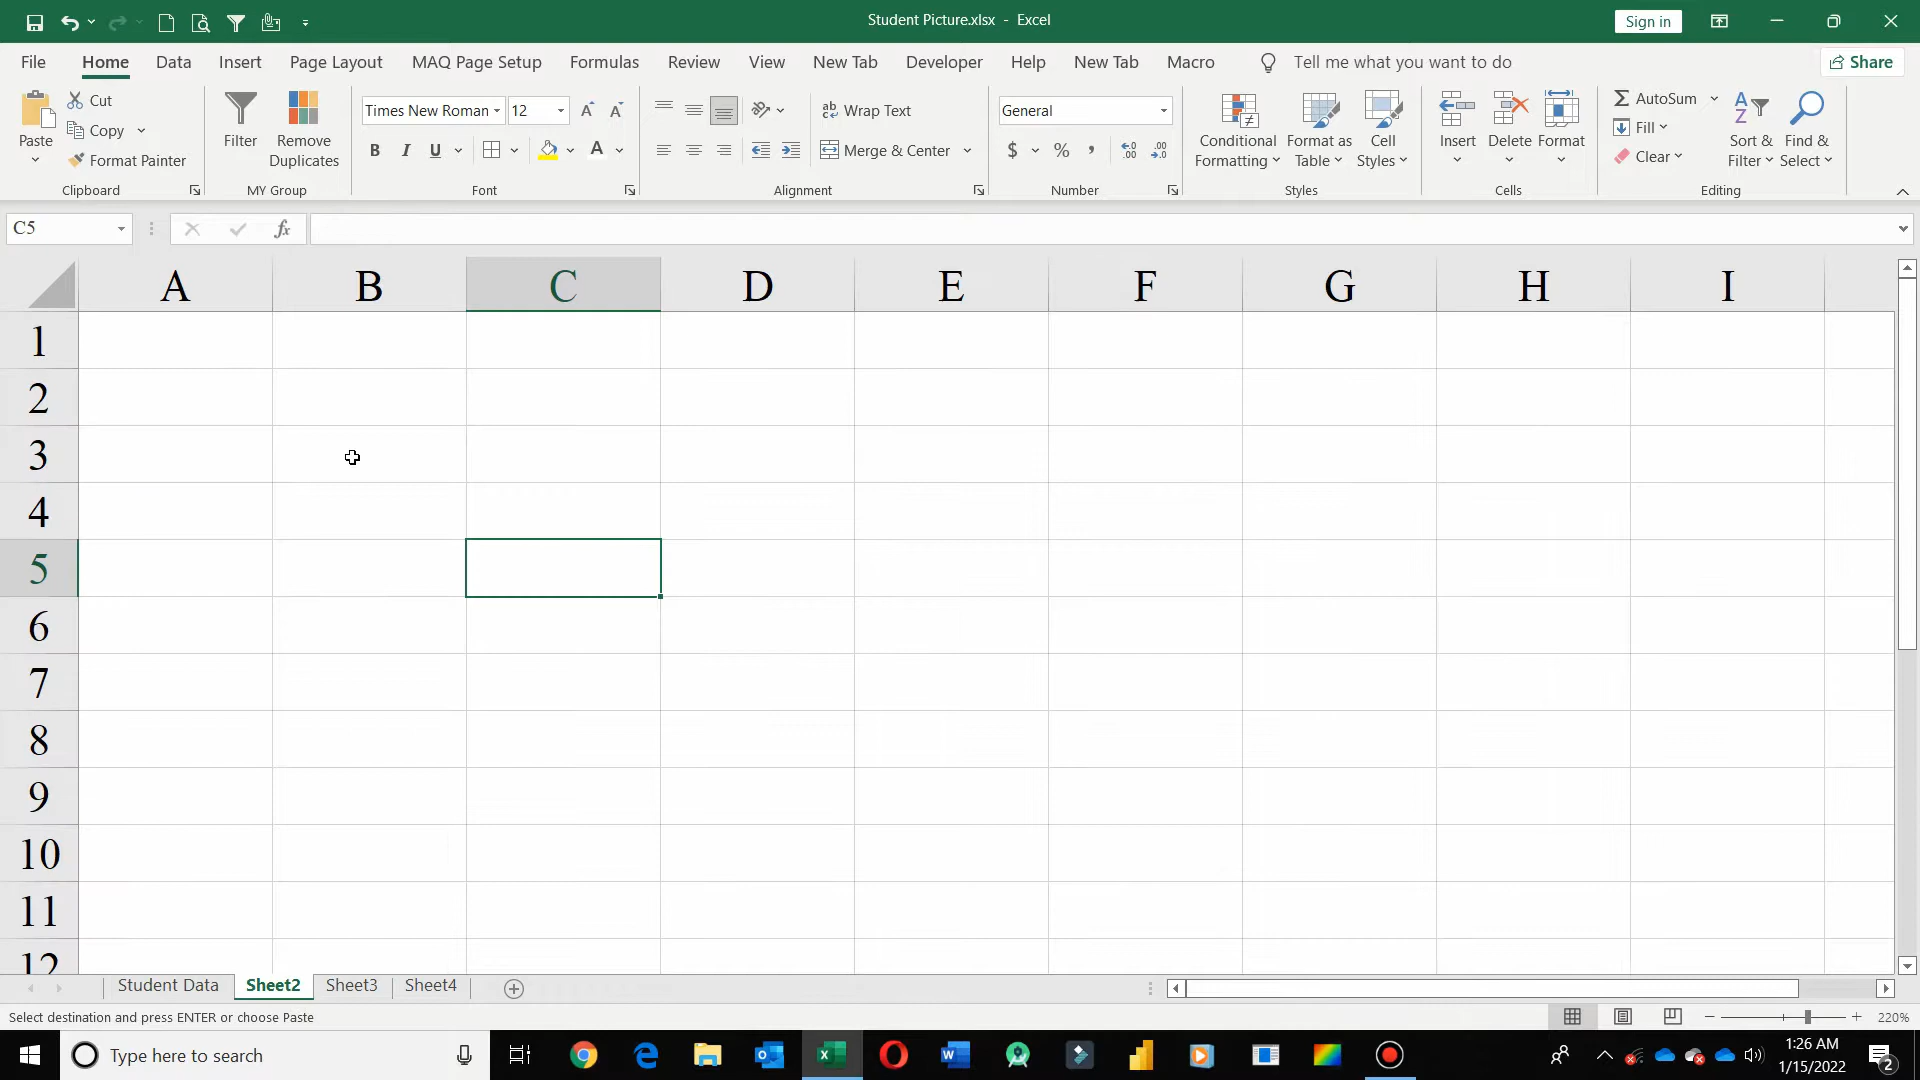 Student Picture.xlsx - Excel
Sign in
File Home Data Insert Page Layout MAQ Page Setup Formulas Review View New Tab Developer Help New Tab Macro Tell me what you want to do Share
Paste
Cut
Copy
Format Painter
Clipboard
Filter
Remove Duplicates
MY Group
Times New Roman 12
B I U A
Font
ab Wrap Text
Merge & Center
Alignment
General
$ % ,
Number
Conditional Formatting
Format as Table
Cell Styles
Styles
Insert
Delete
Format
Cells
AutoSum
Fill
Clear
Sort & Filter
Find & Select
Editing
C5
fx
A B C D E F G H I
1
2
3
4
5
6
7
8
9
10
11
12
Student Data Sheet2 Sheet3 Sheet4
Select destination and press ENTER or choose Paste
220%
Type here to search
1:26 AM
1/15/2022
2